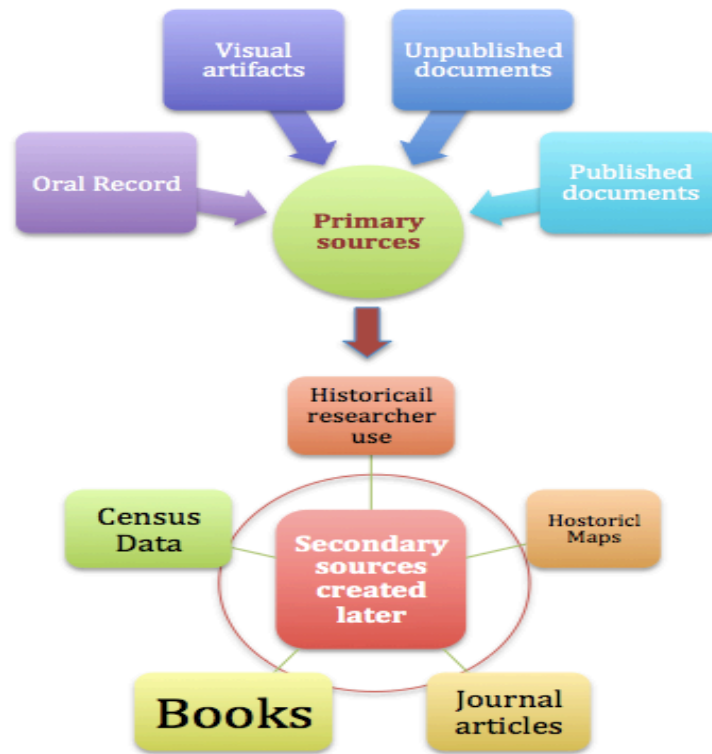 Visual
artifacts
Unpublished
documents
Oral Record
Published
documents
Primary
sources
Historicail
researcher
use
Census
Data
Hostoricl
Maps
Secondary
sources
created
later
Books
Journal
articles